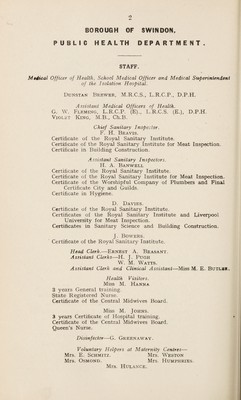 2
BOROUGH OF SWINDON.
PUBLIC HEALTH DEPARTMENT.
STAFF.
Medical Officer of Health, School Medical Officer and Medical Superintendent
of the Isolation Hospital.
DUNSTAN BREWER, M.R.C.S., L.R.C.P., D.P.H.
Assistant Medical Officers of Health.
G. W. FLEMING, L.R.C.P. (E)., L.R.C.S. (E.), D.P.H.
VIOLET KING, M.B., Ch.B.
Chief Sanitary Inspector.
F. H. BEAVIS.
Certificate of the Royal Sanitary Institute.
Certificate of the Royal Sanitary Institute for Meat Inspection.
Certificate in Building Construction.
Assistant Sanitary Inspectors.
H. A. BANWELL
Certificate of the Royal Sanitary Institute.
Certificate of the Royal Sanitary Institute for Meat Inspection.
Certificate of the Worshipful Company of Plumbers and Final
Certificate City and Guilds.
Certificate in Hygiene.
D. DAVIES.
Certificate of the Royal Sanitary Institute.
Certificates of the Royal Sanitary Institute and Liverpool
University for Meat Inspection.
Certificates in Sanitary Science and Building Construction.
J. BOWERS.
Certificate of the Royal Sanitary Institute.
Head Clerk.—ERNEST A. BEASANT.
Assistant Clerks—H. J. PUGH
W. M. WATTS.
Assistant Clerk and Clinical Assistant—Miss M. E. BUTLER.
Health Visitors.
Miss M. HANNA
3 years General training.
State Registered Nurse.
Certificate of the Central Midwives Board.
Miss M. JOHNS.
3 years Certificate of Hospital training.
Certificate of the Central Midwives Board.
Queen's Nurse.
Disinfector—G. GREENAWAY.
Voluntary Helpers at Maternity Centres—
MRS. E. SCHMITZ. MRS. WESTON
MRS. OSMOND. MRS. HUMPHRIES.
MRS. HULANCE.